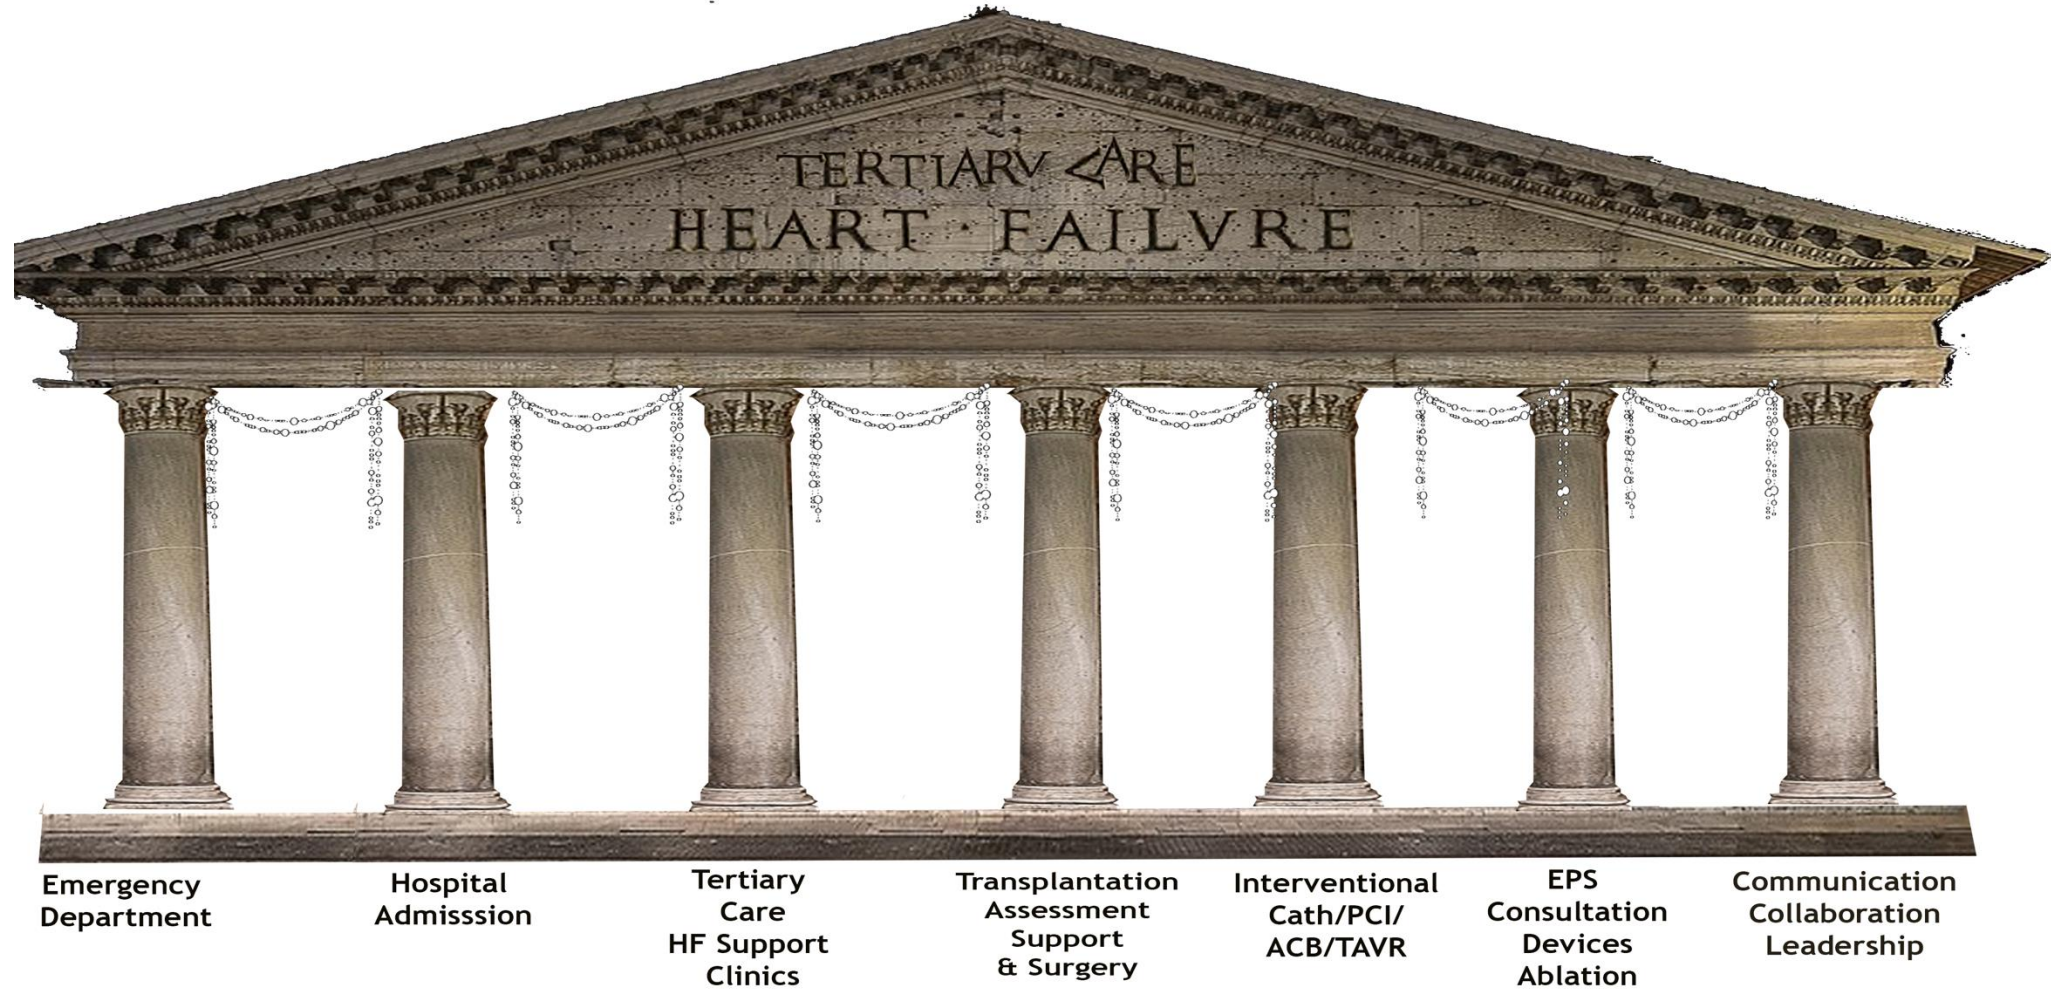 TERTIARV CARE
HEART · FAILVRE
Emergency
Department
Hospital
Admisssion
Tertiary
Care
HF Support
Clinics
Transplantation
Assessment
Support
& Surgery
Interventional
Cath/PCI/
ACB/TAVR
EPS
Consultation
Devices
Ablation
Communication
Collaboration
Leadership